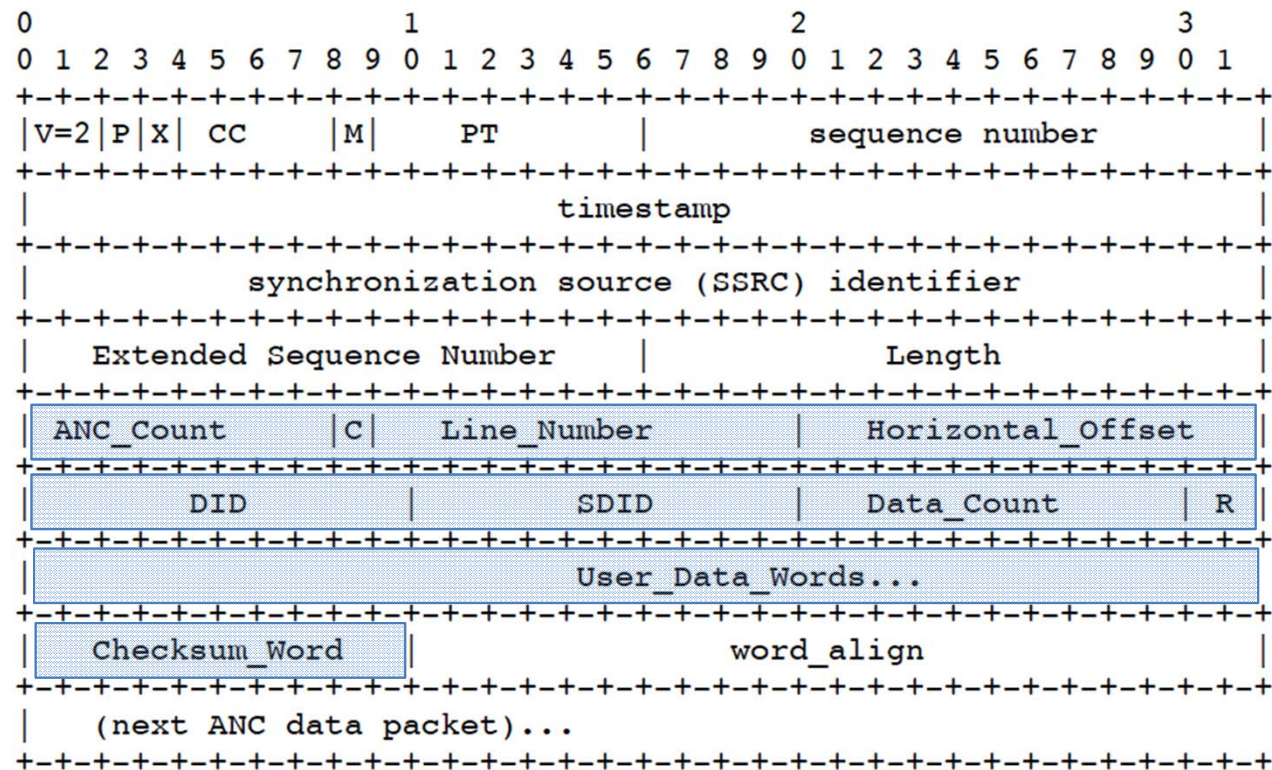 0                   1                   2                   3
0 1 2 3 4 5 6 7 8 9 0 1 2 3 4 5 6 7 8 9 0 1 2 3 4 5 6 7 8 9 0 1
+-+-+-+-+-+-+-+-+-+-+-+-+-+-+-+-+-+-+-+-+-+-+-+-+-+-+-+-+-+-+-+-+
|V=2|P|X| CC    |M|    PT       |        sequence number        |
+-+-+-+-+-+-+-+-+-+-+-+-+-+-+-+-+-+-+-+-+-+-+-+-+-+-+-+-+-+-+-+-+
|                           timestamp                           |
+-+-+-+-+-+-+-+-+-+-+-+-+-+-+-+-+-+-+-+-+-+-+-+-+-+-+-+-+-+-+-+-+
|           synchronization source (SSRC) identifier            |
+-+-+-+-+-+-+-+-+-+-+-+-+-+-+-+-+-+-+-+-+-+-+-+-+-+-+-+-+-+-+-+-+
|   Extended Sequence Number    |            Length             |
+-+-+-+-+-+-+-+-+-+-+-+-+-+-+-+-+-+-+-+-+-+-+-+-+-+-+-+-+-+-+-+-+
| ANC_Count     |C|   Line_Number       |   Horizontal_Offset   |
+-+-+-+-+-+-+-+-+-+-+-+-+-+-+-+-+-+-+-+-+-+-+-+-+-+-+-+-+-+-+-+-+
|        DID        |        SDID       |   Data_Count      | R |
+-+-+-+-+-+-+-+-+-+-+-+-+-+-+-+-+-+-+-+-+-+-+-+-+-+-+-+-+-+-+-+-+
|                            User_Data_Words...                 |
+-+-+-+-+-+-+-+-+-+-+-+-+-+-+-+-+-+-+-+-+-+-+-+-+-+-+-+-+-+-+-+-+
|   Checksum_Word   |                word_align                 |
+-+-+-+-+-+-+-+-+-+-+-+-+-+-+-+-+-+-+-+-+-+-+-+-+-+-+-+-+-+-+-+-+
|   (next ANC data packet)...
+-+-+-+-+-+-+-+-+-+-+-+-+-+-+-+-+-+-+-+-+-+-+-+-+-+-+-+-+-+-+-+-+